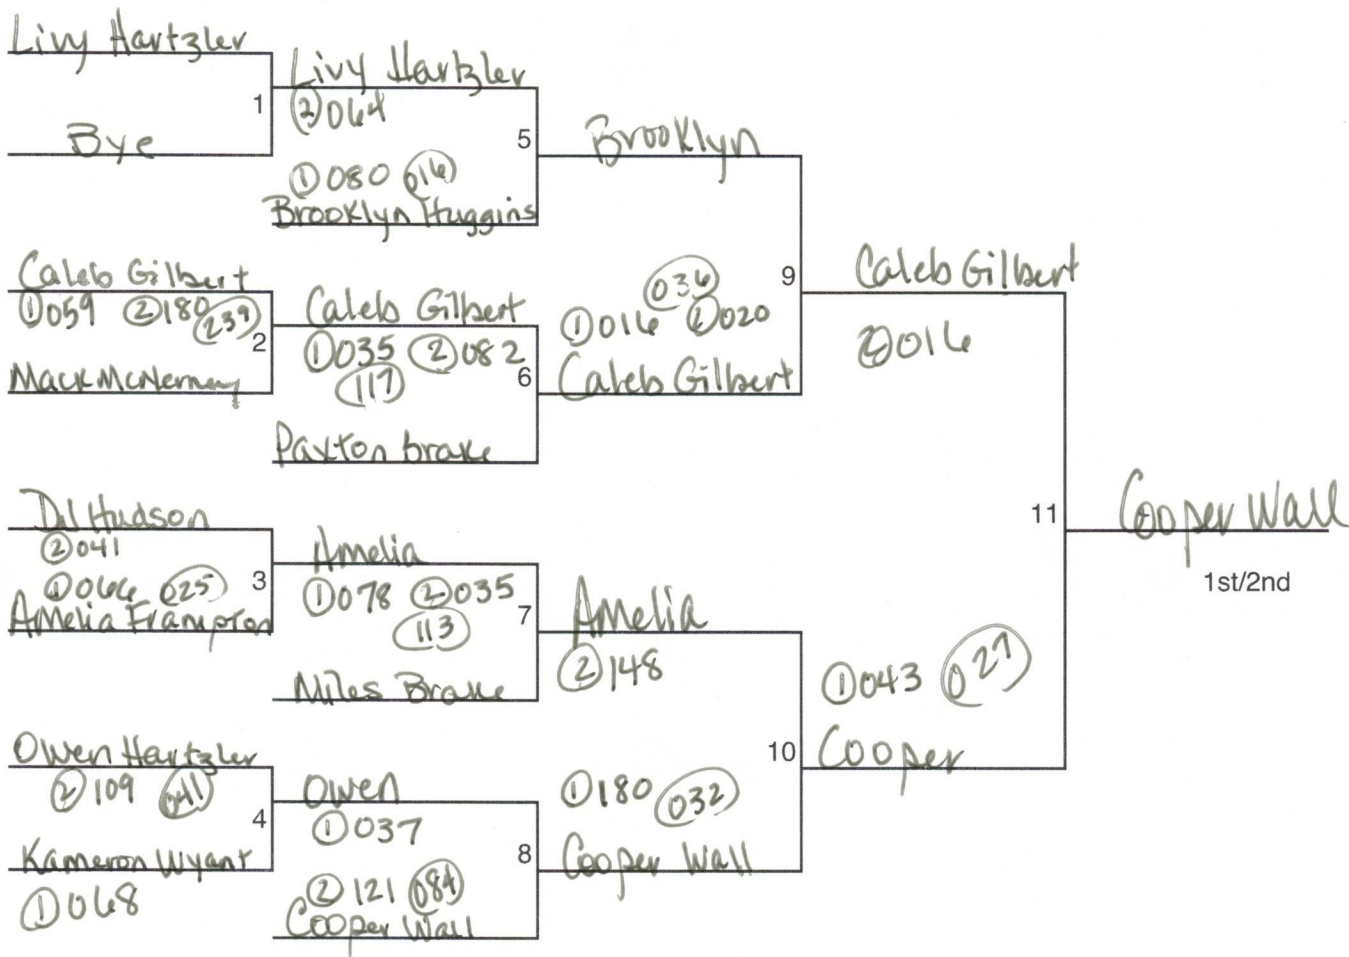 Livy Hartzler
1
Bye
Livy Hartzler
② 064
① 080 016
Brooklyn Huggins
5
Brooklyn
Caleb Gilbert
① 059 ② 180 239
2
Mack McNerney
Caleb Gilbert
① 035 ② 082
117
6
Paxton Brake
036
① 016 ② 020
Caleb Gilbert
9
Caleb Gilbert
② 016
DJ Hudson
② 041
① 066 025
3
Amelia Frampton
Amelia
① 078 ② 035
113
7
Miles Brake
Amelia
② 148
Owen Hartzler
② 109 041
4
Kameron Wyant
① 068
Owen
① 037
② 121 084
8
Cooper Wall
① 180 032
Cooper Wall
10
① 043 027
Cooper
11
Cooper Wall
1st/2nd